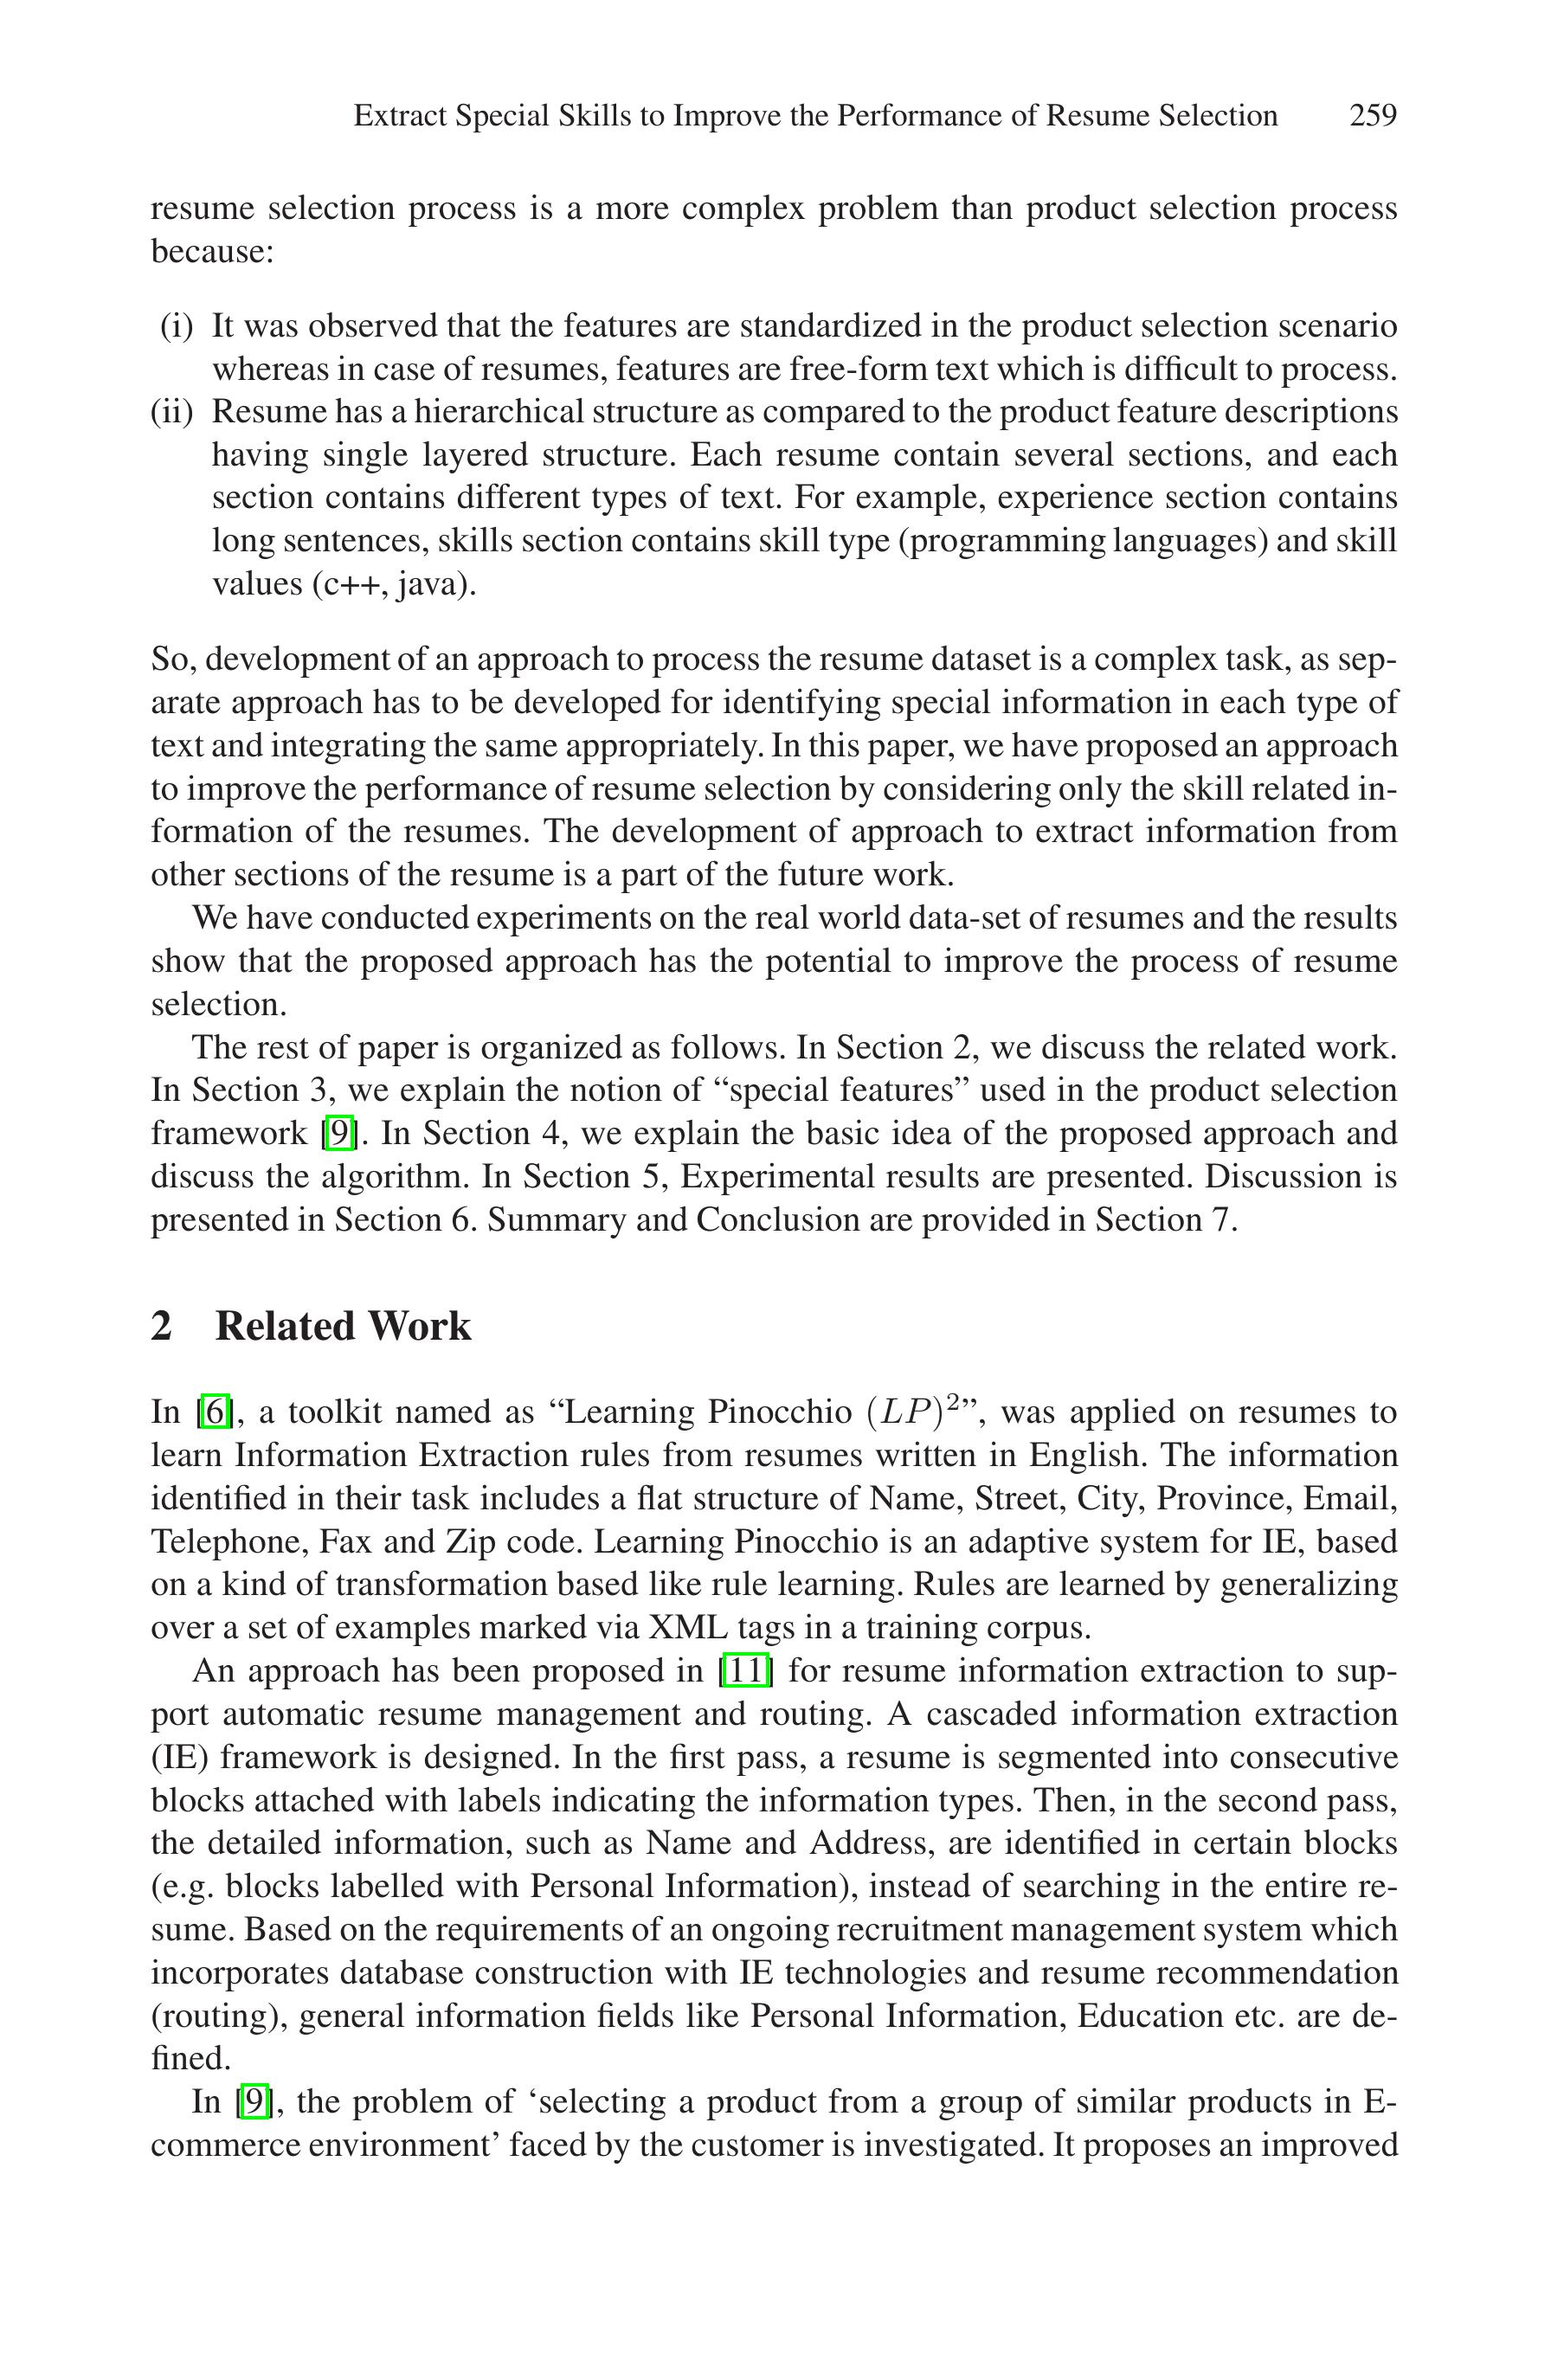 Extract Special Skills to Improve the Performance of Resume Selection 259
resume selection process is a more complex problem than product selection process
because:
(i) It was observed that the features are standardized in the product selection scenario
whereas in case of resumes, features are free-form text which is difficult to process.
(ii) Resume has a hierarchical structure as compared to the product feature descriptions
having single layered structure. Each resume contain several sections, and each
section contains different types of text. For example, experience section contains
long sentences, skills section contains skill type (programming languages) and skill
values (c++, java).
So, development of an approach to process the resume dataset is a complex task, as sep-
arate approach has to be developed for identifying special information in each type of
text and integrating the same appropriately. In this paper, we have proposed an approach
to improve the performance of resume selection by considering only the skill related in-
formation of the resumes. The development of approach to extract information from
other sections of the resume is a part of the future work.
We have conducted experiments on the real world data-set of resumes and the results
show that the proposed approach has the potential to improve the process of resume
selection.
The rest of paper is organized as follows. In Section 2, we discuss the related work.
In Section 3, we explain the notion of “special features” used in the product selection
framework [9]. In Section 4, we explain the basic idea of the proposed approach and
discuss the algorithm. In Section 5, Experimental results are presented. Discussion is
presented in Section 6. Summary and Conclusion are provided in Section 7.
2 Related Work
In [6], a toolkit named as “Learning Pinocchio (LP)²”, was applied on resumes to
learn Information Extraction rules from resumes written in English. The information
identified in their task includes a flat structure of Name, Street, City, Province, Email,
Telephone, Fax and Zip code. Learning Pinocchio is an adaptive system for IE, based
on a kind of transformation based like rule learning. Rules are learned by generalizing
over a set of examples marked via XML tags in a training corpus.
An approach has been proposed in [11] for resume information extraction to sup-
port automatic resume management and routing. A cascaded information extraction
(IE) framework is designed. In the first pass, a resume is segmented into consecutive
blocks attached with labels indicating the information types. Then, in the second pass,
the detailed information, such as Name and Address, are identified in certain blocks
(e.g. blocks labelled with Personal Information), instead of searching in the entire re-
sume. Based on the requirements of an ongoing recruitment management system which
incorporates database construction with IE technologies and resume recommendation
(routing), general information fields like Personal Information, Education etc. are de-
fined.
In [9], the problem of ‘selecting a product from a group of similar products in E-
commerce environment’ faced by the customer is investigated. It proposes an improved